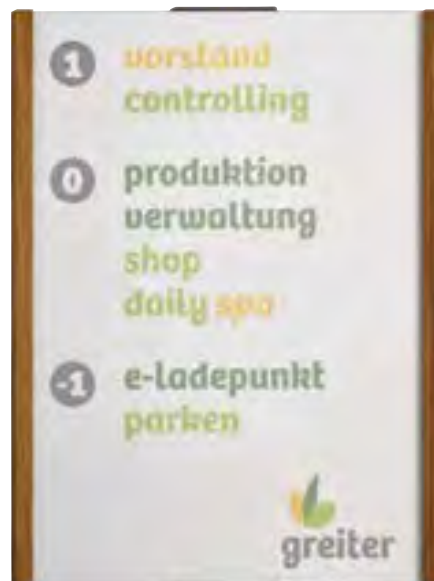 1 vorstand
controlling
0 produktion
verwaltung
shop
daily spa
-1 e-ladepunkt
parken
greiter